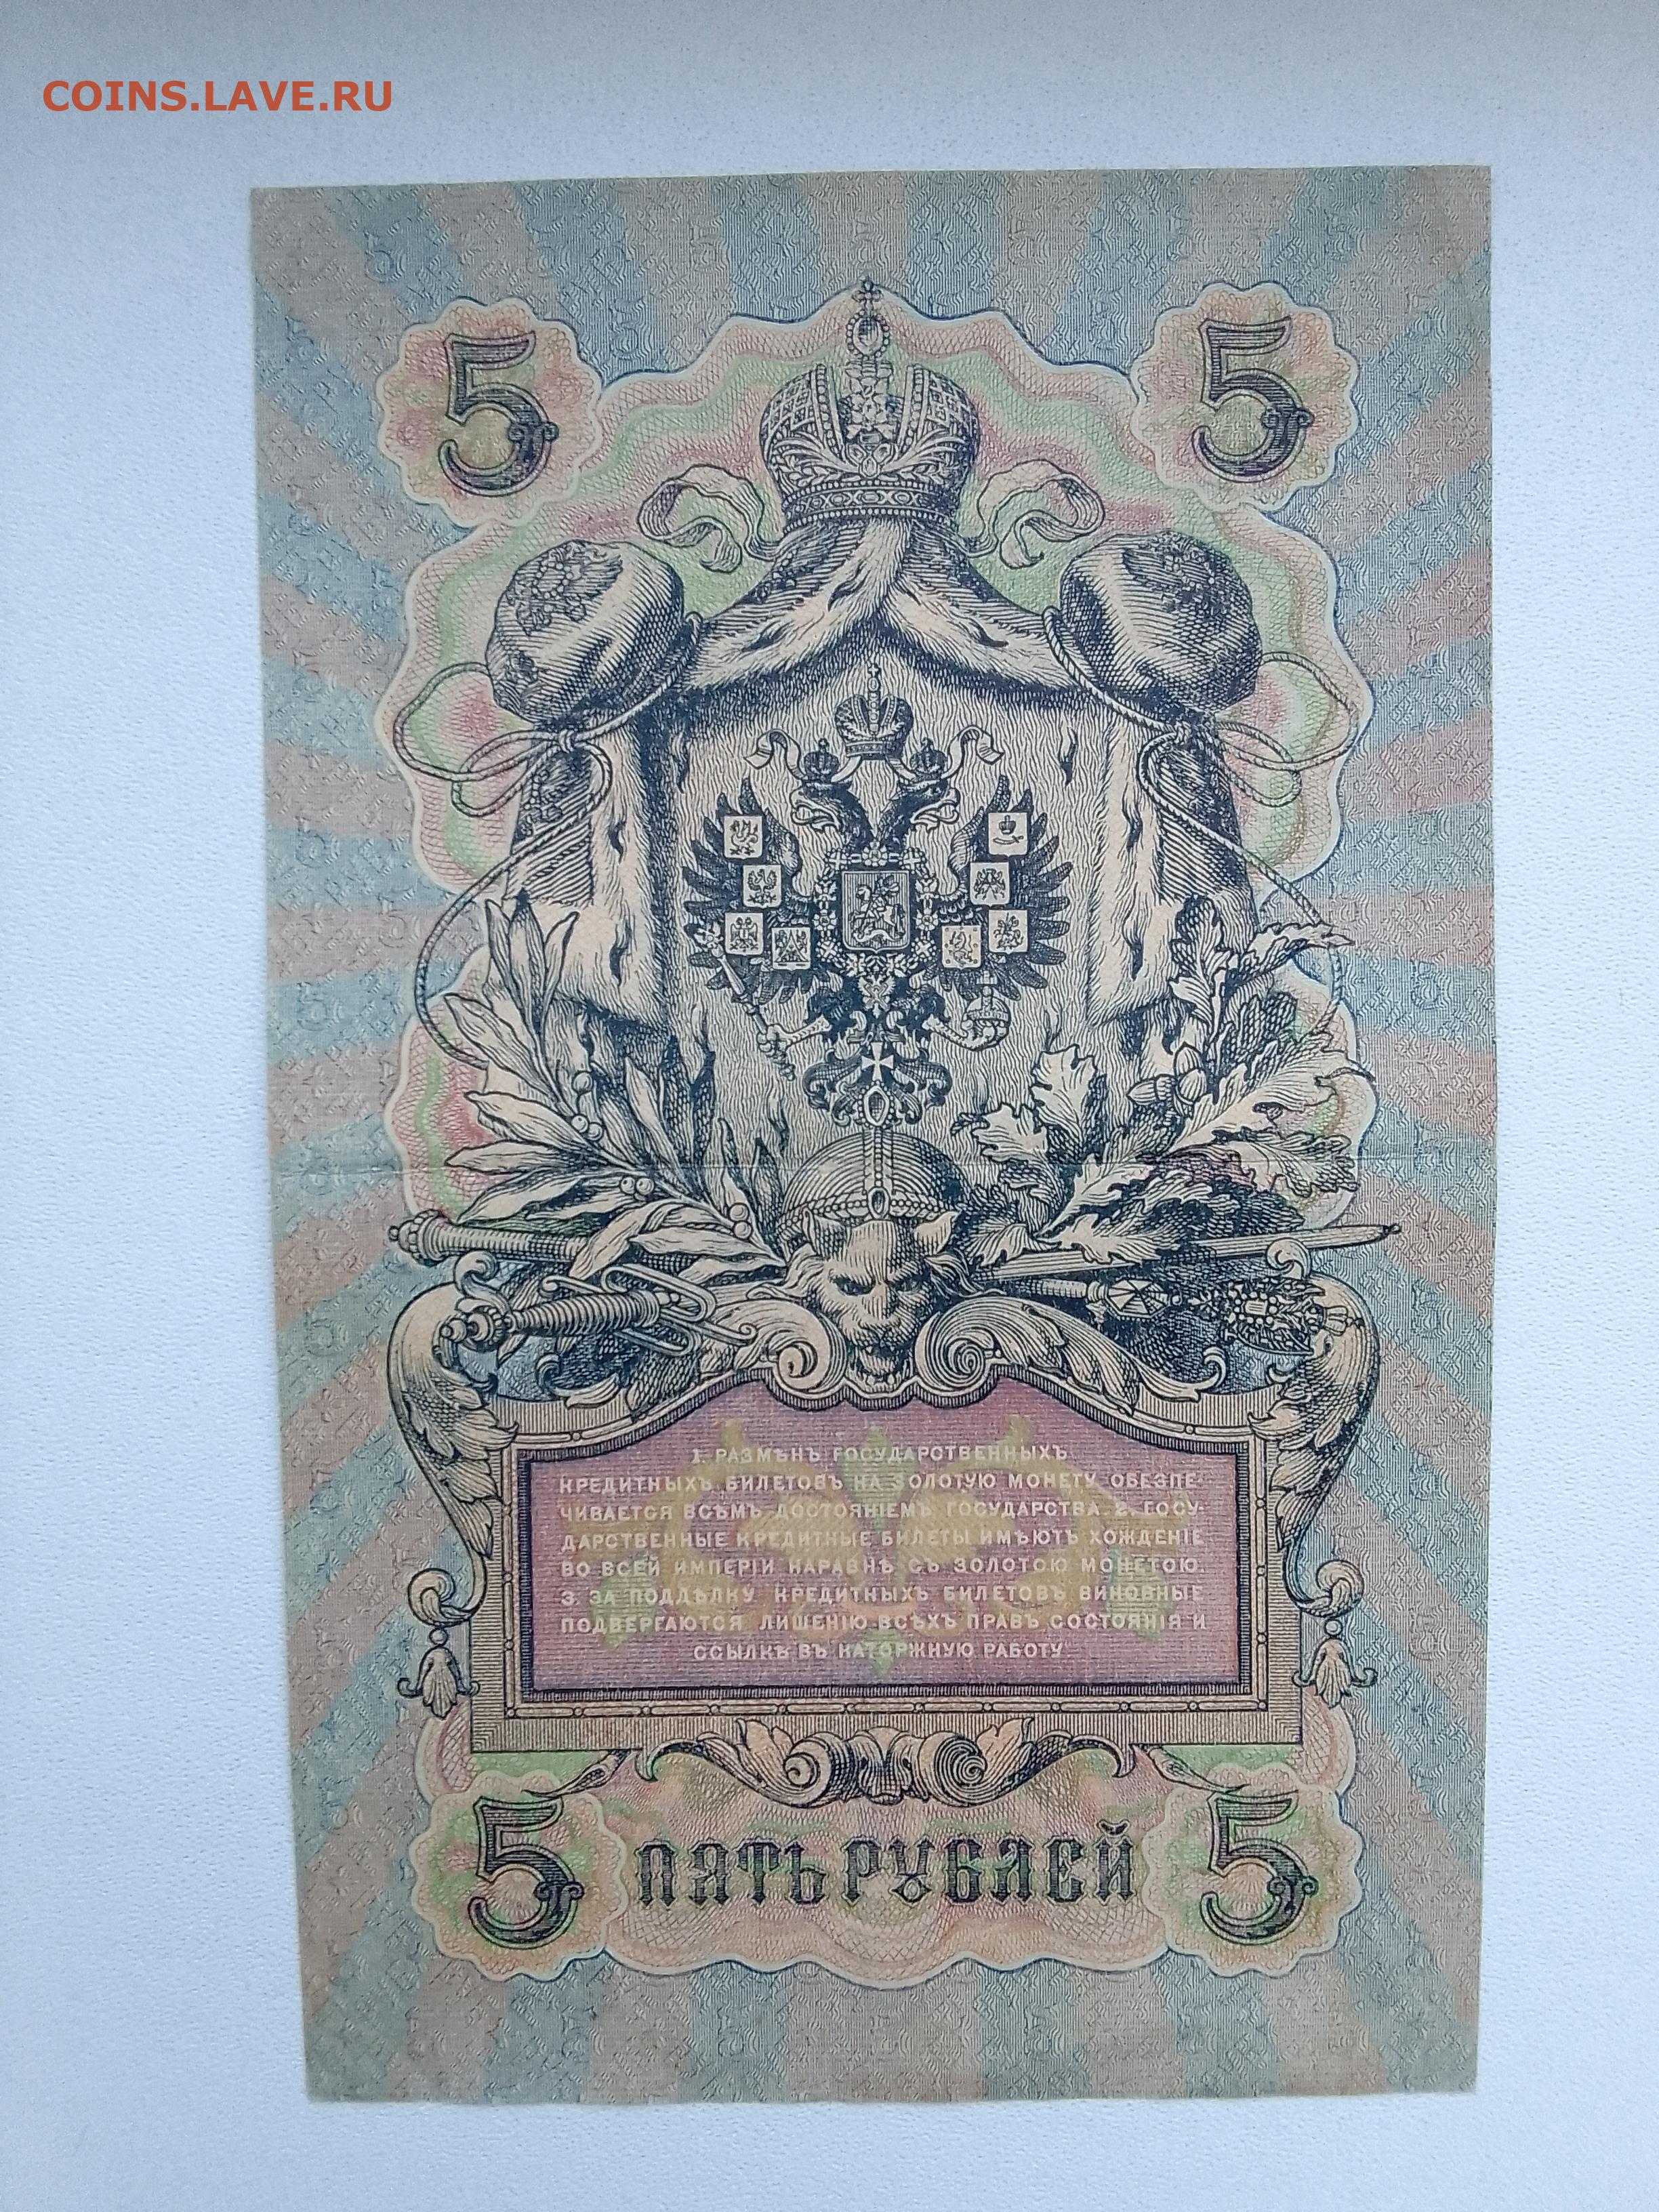 COINS.LAVE.RU
5 5
1. РАЗМѢНЪ ГОСУДАРСТВЕННЫХЪ
КРЕДИТНЫХЪ БИЛЕТОВЪ НА ЗОЛОТУЮ МОНЕТУ ОБЕЗПЕ-
ЧИВАЕТСЯ ВСѢМЪ ДОСТОЯНІЕМЪ ГОСУДАРСТВА. 2. ГОСУ-
ДАРСТВЕННЫЕ КРЕДИТНЫЕ БИЛЕТЫ ИМѢЮТЪ ХОЖДЕНІЕ
ВО ВСЕЙ ИМПЕРІИ НАРАВНѢ СЪ ЗОЛОТОЮ МОНЕТОЮ.
3. ЗА ПОДДѢЛКУ КРЕДИТНЫХЪ БИЛЕТОВЪ ВИНОВНЫЕ
ПОДВЕРГАЮТСЯ ЛИШЕНІЮ ВСѢХЪ ПРАВЪ СОСТОЯНІЯ И
ССЫЛКѢ ВЪ КАТОРЖНУЮ РАБОТУ
5 ПЯТЬ РУБЛЕЙ 5